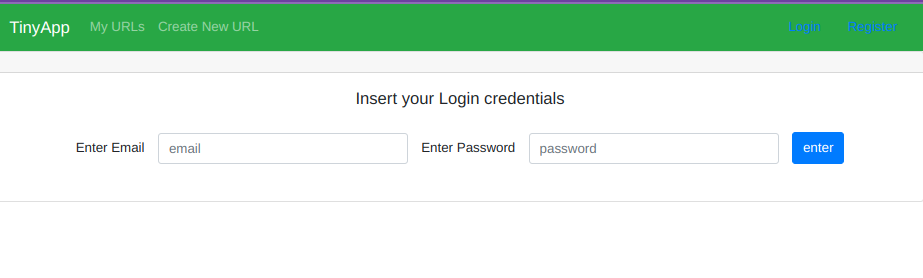 TinyApp My URLs Create New URL Login Register
Insert your Login credentials
Enter Email email Enter Password password enter